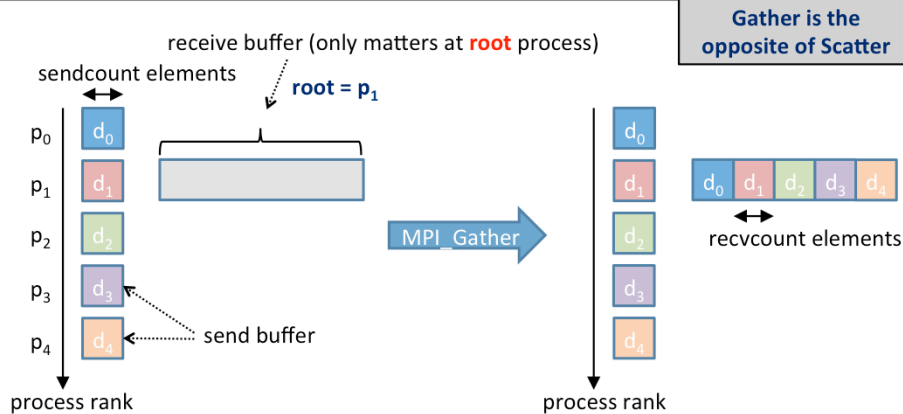 Gather is the
opposite of Scatter
receive buffer (only matters at root process)
sendcount elements
root = p1
p0
d0
p1
d1
p2
d2
p3
d3
p4
d4
send buffer
process rank
MPI_Gather
d0
d1
d2
d3
d4
d0 d1 d2 d3 d4
recvcount elements
process rank